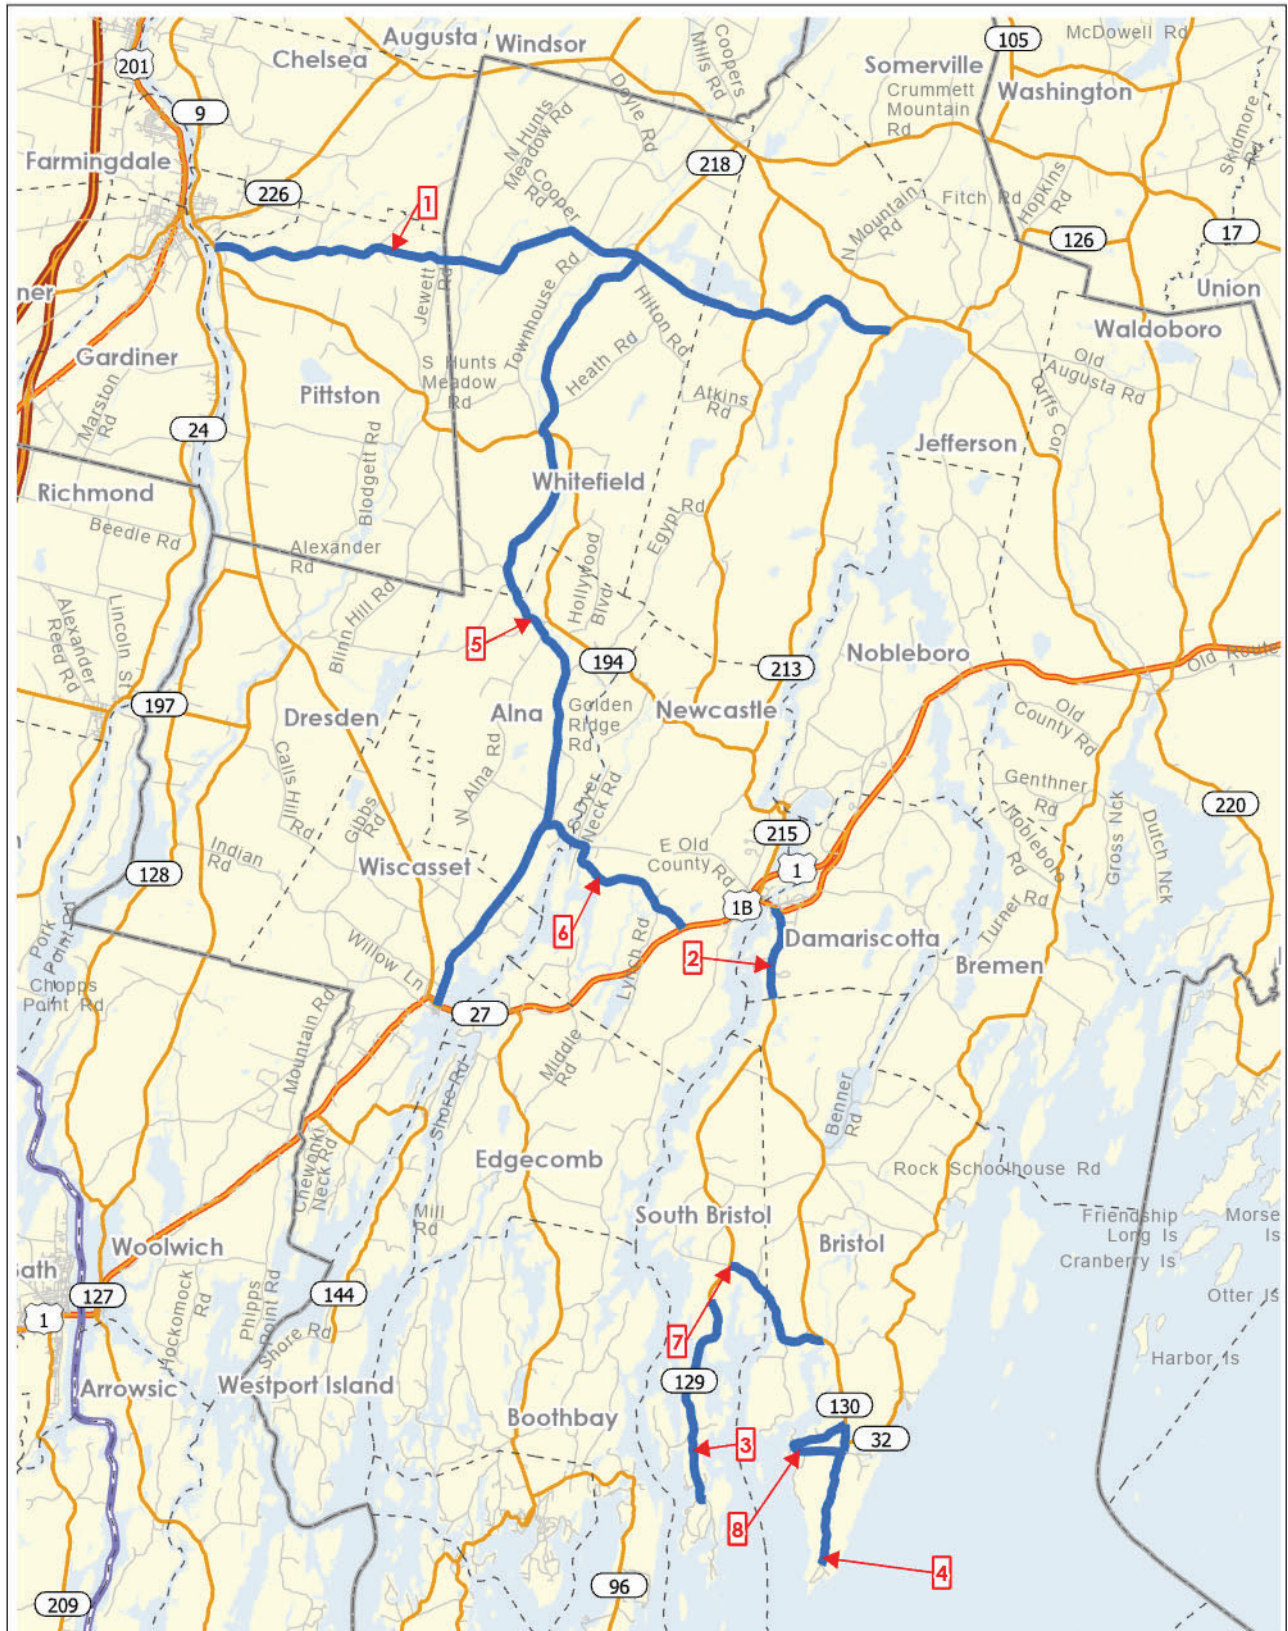 Augusta
Windsor
Chelsea
201
Coopers
Mills Rd
105
McDowell Rd
Somerville
Crummett
Mountain
Rd
Washington
9
Doyle Rd
N Hunts
Meadow Rd
Skidmore
Rd
Farmingdale
218
226
1
Cooper
Rd
N Mountain
Rd
Fitch Rd
Hopkins
Rd
126
17
Jewett
Rd
Townhouse Rd
Hilton Rd
Union
ner
Waldoboro
Gardiner
S Hunts
Meadow
Rd
Heath Rd
Old
Augusta Rd
Marston
Rd
Pittston
Atkins
Rd
Orffs Cor
24
Jefferson
Blodgett Rd
Whitefield
Richmond
Beedle Rd
Egypt Rd
Alexander
Rd
Hollywood
Blvd
Blinn Hill Rd
Alexander
Reed Rd
Lincoln St
5
194
213
Nobleboro
Old Route
1
197
Dresden
Alna
Golden
Ridge
Rd
Newcastle
Old
County Rd
Calls Hill
Rd
W Alna Rd
Genthner
Rd
S Dyer
Neck Rd
Gibbs
Rd
Nobleboro
Rd
Gross Nck
Dutch Nck
220
215
E Old
County Rd
Indian
Rd
Wiscasset
128
1
1B
Turner Rd
6
2
Damariscotta
Pork
Point Rd
Willow Ln
Lynch Rd
Bremen
Chopps
Point Rd
27
Mountain Rd
Middle
Rd
Shore Rd
Benner
Rd
Chewonki
Neck Rd
Edgecomb
Rock Schoolhouse Rd
Mill
Rd
South Bristol
Friendship
Long Is
Morse
Is
Woolwich
Bristol
Cranberry Is
ath
127
Hockomock
Rd
Phipps
Point Rd
144
Otter Is
1
Shore Rd
7
Harbor Is
129
Arrowsic
Westport Island
130
Boothbay
32
3
8
4
96
209